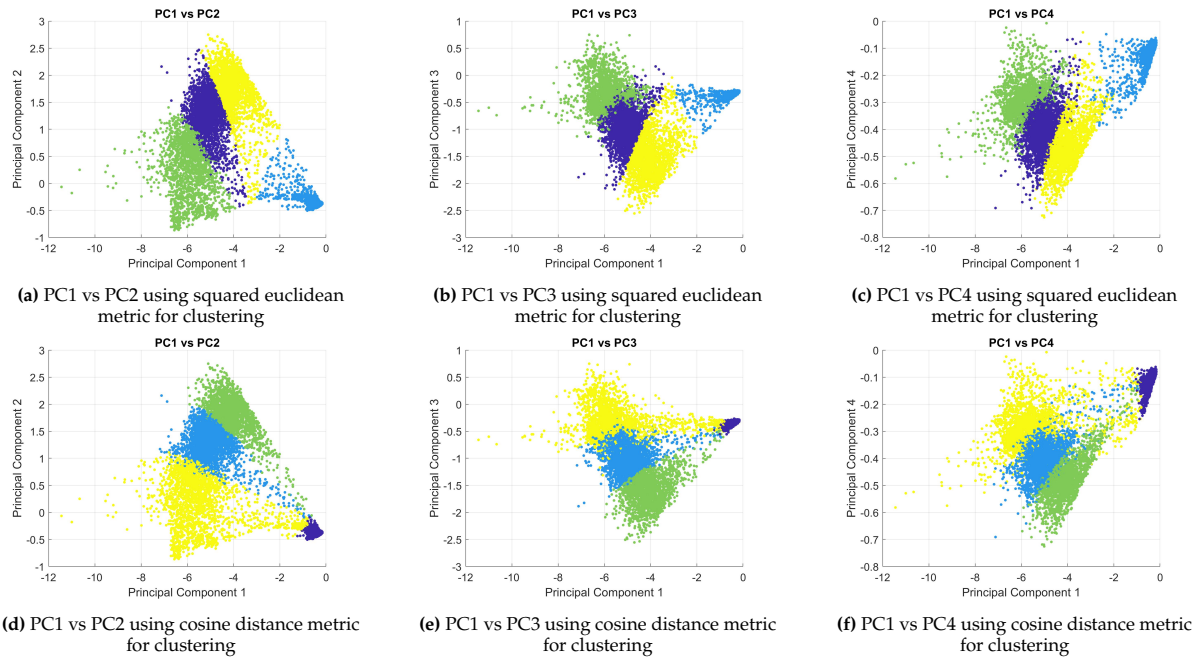 PC1 vs PC2
3
2.5
2
1.5
1
0.5
0
-0.5
-1
Principal Component 2
-12 -10 -8 -6 -4 -2 0
Principal Component 1
(a) PC1 vs PC2 using squared euclidean
metric for clustering
PC1 vs PC3
1
0.5
0
-0.5
-1
-1.5
-2
-2.5
-3
Principal Component 3
-12 -10 -8 -6 -4 -2 0
Principal Component 1
(b) PC1 vs PC3 using squared euclidean
metric for clustering
PC1 vs PC4
0
-0.1
-0.2
-0.3
-0.4
-0.5
-0.6
-0.7
-0.8
Principal Component 4
-12 -10 -8 -6 -4 -2 0
Principal Component 1
(c) PC1 vs PC4 using squared euclidean
metric for clustering
PC1 vs PC2
3
2.5
2
1.5
1
0.5
0
-0.5
-1
Principal Component 2
-12 -10 -8 -6 -4 -2 0
Principal Component 1
(d) PC1 vs PC2 using cosine distance metric
for clustering
PC1 vs PC3
1
0.5
0
-0.5
-1
-1.5
-2
-2.5
-3
Principal Component 3
-12 -10 -8 -6 -4 -2 0
Principal Component 1
(e) PC1 vs PC3 using cosine distance metric
for clustering
PC1 vs PC4
0
-0.1
-0.2
-0.3
-0.4
-0.5
-0.6
-0.7
-0.8
Principal Component 4
-12 -10 -8 -6 -4 -2 0
Principal Component 1
(f) PC1 vs PC4 using cosine distance metric
for clustering